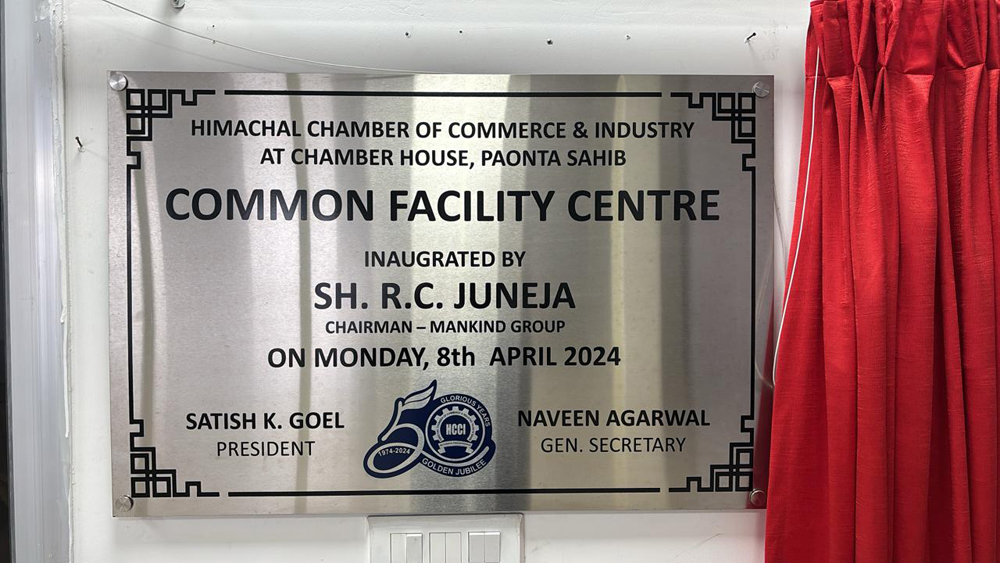 HIMACHAL CHAMBER OF COMMERCE & INDUSTRY
AT CHAMBER HOUSE, PAONTA SAHIB
COMMON FACILITY CENTRE
INAUGRATED BY
SH. R.C. JUNEJA
CHAIRMAN – MANKIND GROUP
ON MONDAY, 8th APRIL 2024
SATISH K. GOEL
PRESIDENT
50
GLORIOUS YEARS
HCCI
1974-2024
GOLDEN JUBILEE
NAVEEN AGARWAL
GEN. SECRETARY